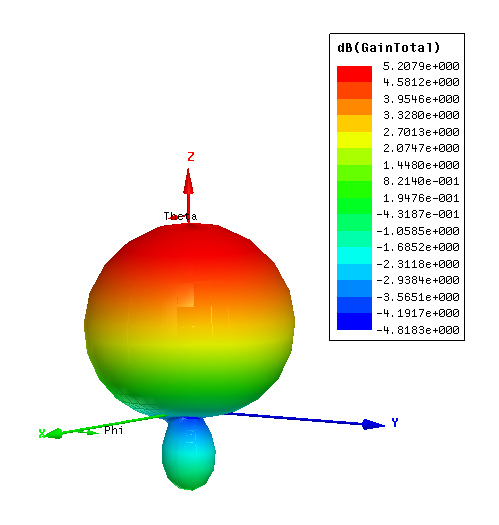 dB(GainTotal)
5.2079e+000
4.5812e+000
3.9546e+000
3.3280e+000
2.7013e+000
2.0747e+000
1.4480e+000
8.2140e-001
1.9476e-001
-4.3187e-001
-1.0585e+000
-1.6852e+000
-2.3118e+000
-2.9384e+000
-3.5651e+000
-4.1917e+000
-4.8183e+000
Z
Theta
X
Phi
Y